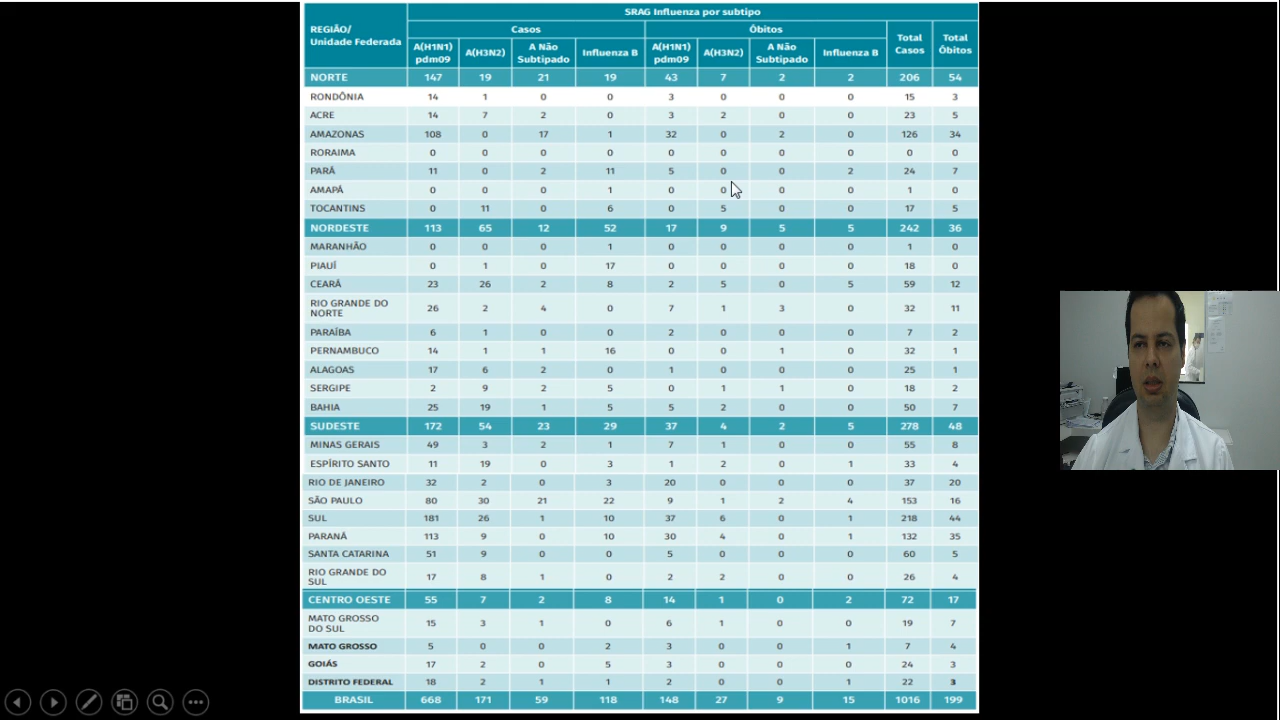 SRAG Influenza por subtipo
REGIÃO/
Unidade Federada
Casos
Óbitos
Total
Casos
Total
Óbitos
A(H1N1)
pdm09
A(H3N2)
A Não
Subtipado
Influenza B
A(H1N1)
pdm09
A(H3N2)
A Não
Subtipado
Influenza B
NORTE 147 19 21 19 43 7 2 2 206 54
RONDÔNIA 14 1 0 0 3 0 0 0 15 3
ACRE 14 7 2 0 3 2 0 0 23 5
AMAZONAS 108 0 17 1 32 0 2 0 126 34
RORAIMA 0 0 0 0 0 0 0 0 0 0
PARÁ 11 0 2 11 5 0 0 2 24 7
AMAPÁ 0 0 0 1 0 0 0 0 1 0
TOCANTINS 0 11 0 6 0 5 0 0 17 5
NORDESTE 113 65 12 52 17 9 5 5 242 36
MARANHÃO 0 0 0 1 0 0 0 0 1 0
PIAUÍ 0 1 0 17 0 0 0 0 18 0
CEARÁ 23 26 2 8 2 5 0 5 59 12
RIO GRANDE DO
NORTE 26 2 4 0 7 1 3 0 32 11
PARAÍBA 6 1 0 0 2 0 0 0 7 2
PERNAMBUCO 14 1 1 16 0 0 1 0 32 1
ALAGOAS 17 6 2 0 1 0 0 0 25 1
SERGIPE 2 9 2 5 0 1 1 0 18 2
BAHIA 25 19 1 5 5 2 0 0 50 7
SUDESTE 172 54 23 29 37 4 2 5 278 48
MINAS GERAIS 49 3 2 1 7 1 0 0 55 8
ESPÍRITO SANTO 11 19 0 3 1 2 0 1 33 4
RIO DE JANEIRO 32 2 0 3 20 0 0 0 37 20
SÃO PAULO 80 30 21 22 9 1 2 4 153 16
SUL 181 26 1 10 37 6 0 1 218 44
PARANÁ 113 9 0 10 30 4 0 1 132 35
SANTA CATARINA 51 9 0 0 5 0 0 0 60 5
RIO GRANDE DO
SUL 17 8 1 0 2 2 0 0 26 4
CENTRO OESTE 55 7 2 8 14 1 0 2 72 17
MATO GROSSO
DO SUL 15 3 1 0 6 1 0 0 19 7
MATO GROSSO 5 0 0 2 3 0 0 1 7 4
GOIÁS 17 2 0 5 3 0 0 0 24 3
DISTRITO FEDERAL 18 2 1 1 2 0 0 1 22 3
BRASIL 668 171 59 118 148 27 9 15 1016 199